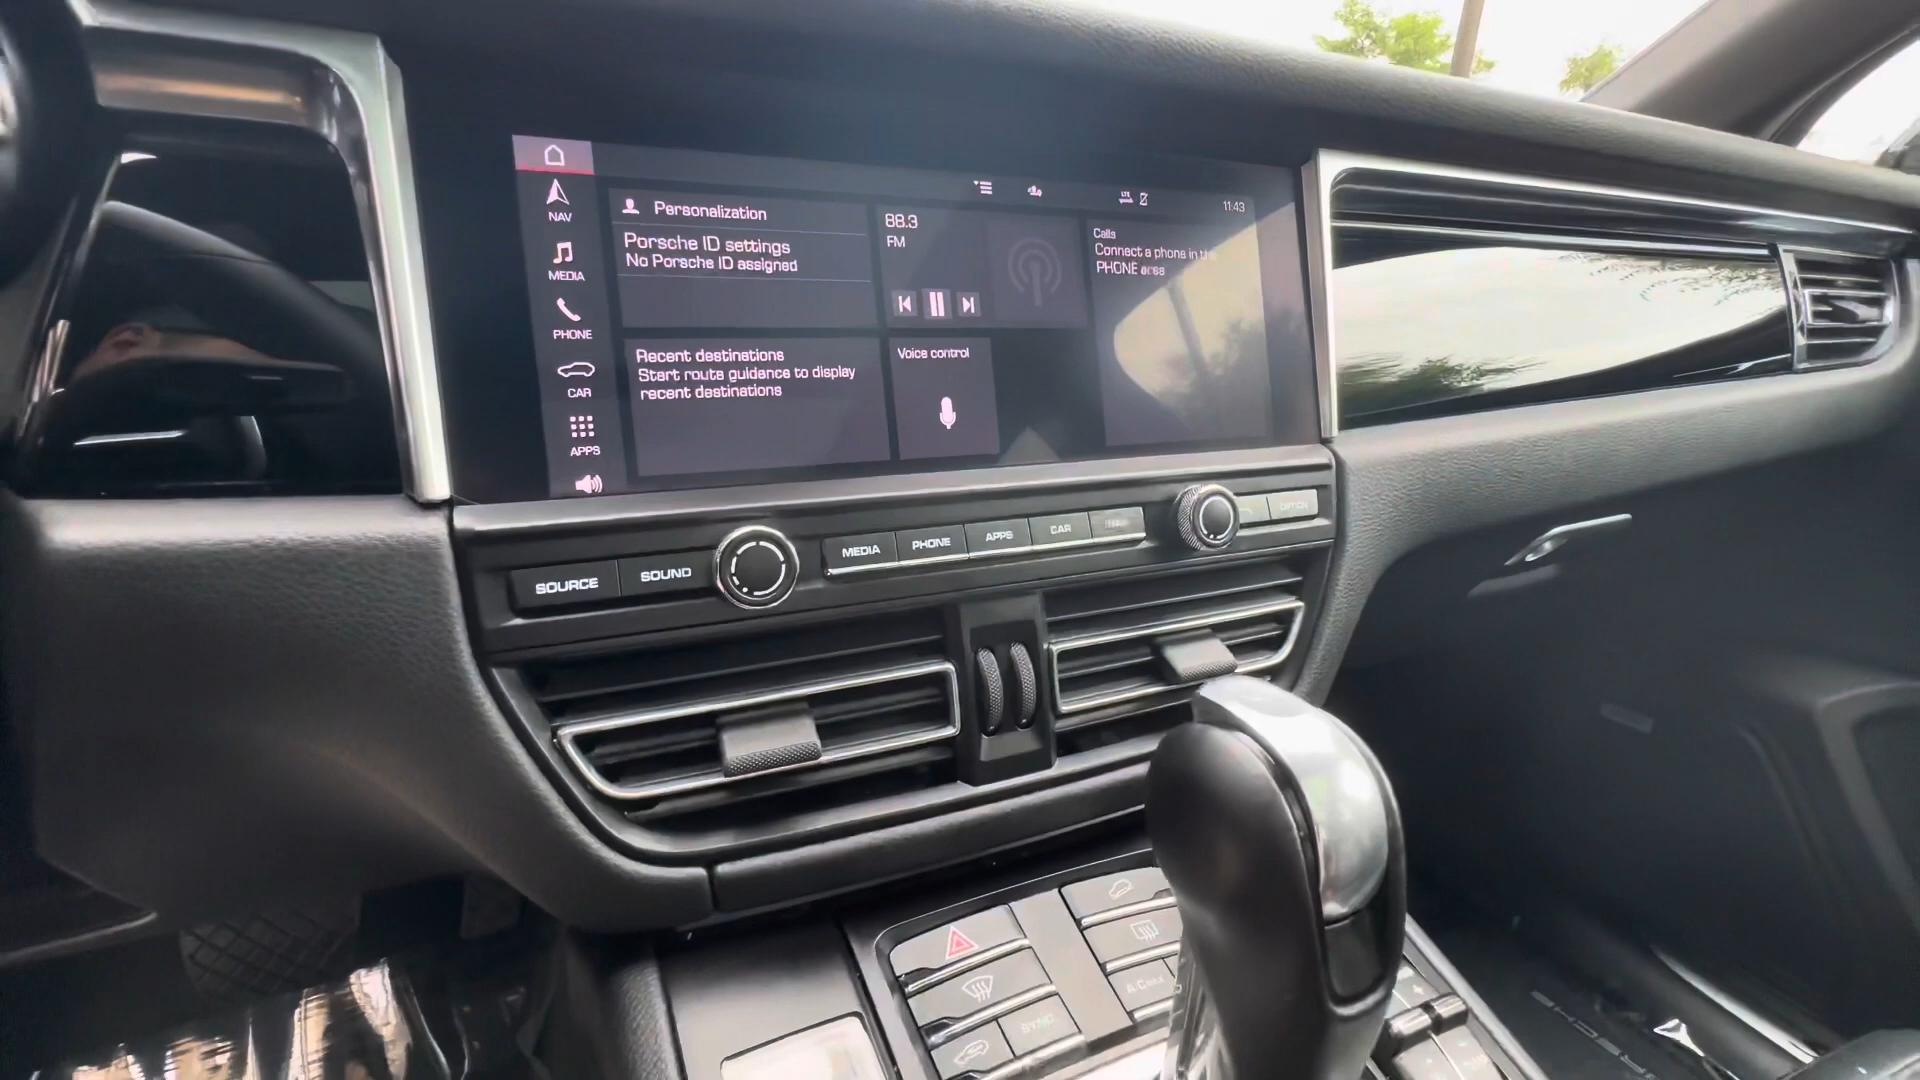 LTE
11:43
NAV
MEDIA
PHONE
CAR
APPS
Personalization
Porsche ID settings
No Porsche ID assigned
88.3
FM
Calls
Connect a phone in
PHONE area
Recent destinations
Start route guidance to display
recent destinations
Voice control
SOURCE
SOUND
MEDIA
PHONE
APPS
CAR
OPTION
A/C MAX
SYNC